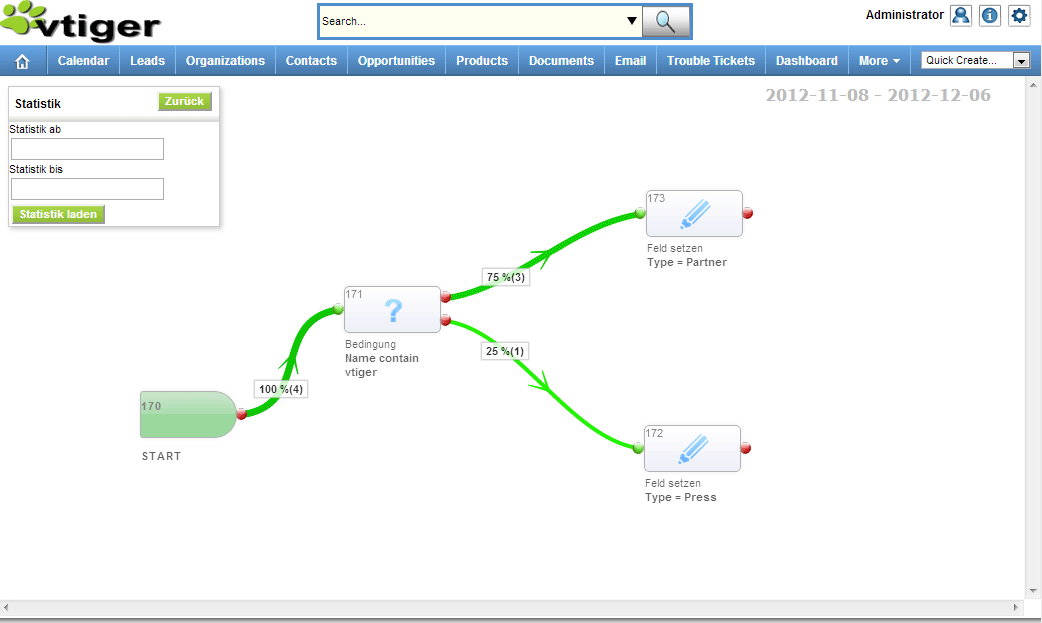 vtiger
Search...
Administrator
Calendar Leads Organizations Contacts Opportunities Products Documents Email Trouble Tickets Dashboard More Quick Create...
Statistik Zurück
2012-11-08 - 2012-12-06
Statistik ab
Statistik bis
Statistik laden
173
Feld setzen
Type = Partner
75 %(3)
171
?
Bedingung
Name contain
vtiger
25 %(1)
100 %(4)
170
START
172
Feld setzen
Type = Press